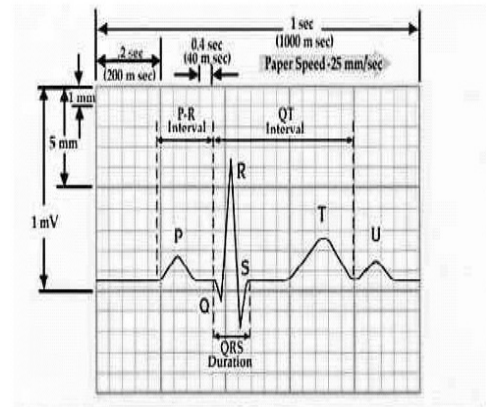 1 sec
(1000 m sec)
.2 sec
(200 m sec)
0.4 sec
(40 m sec)
Paper Speed-25 mm/sec
1 mm
5 mm
1 mV
P-R
Interval
QT
Interval
R
P
T
U
S
Q
QRS
Duration